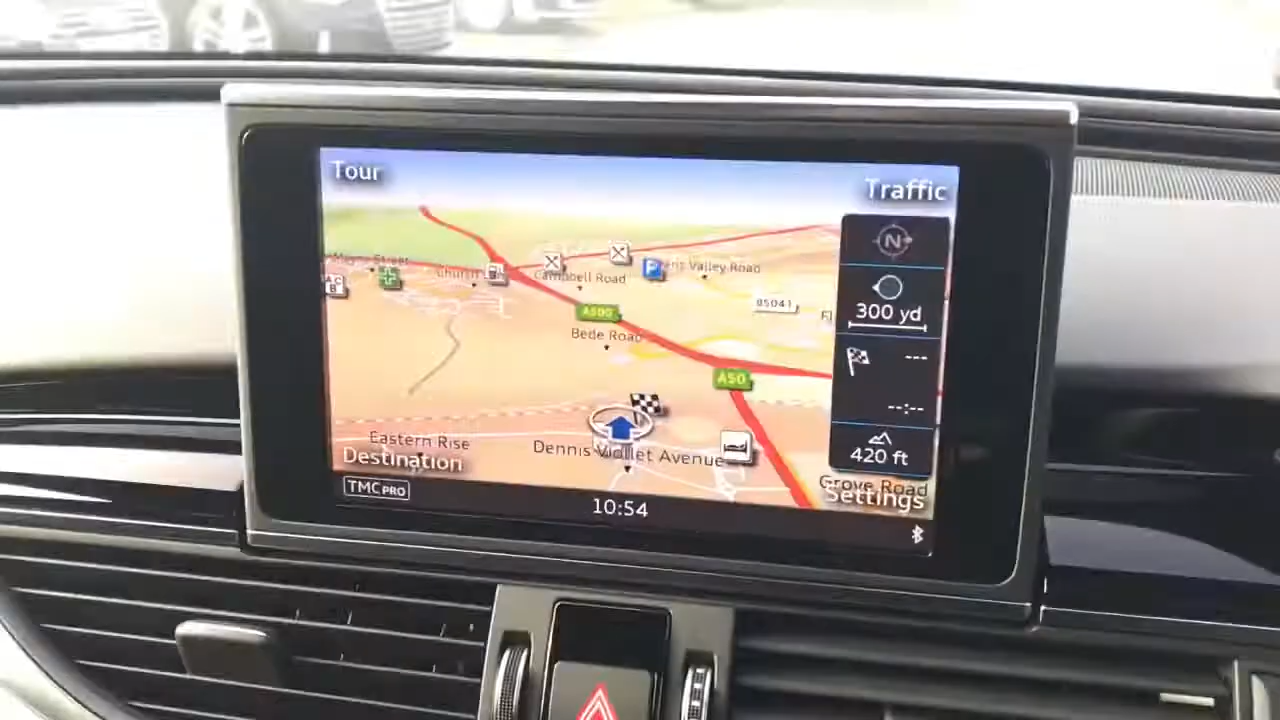 Tour
Traffic
N
Campbell Road
Valley Road
300 yd
B5041
A500
Bede Road
---
A50
--:--
Eastern Rise
Dennis Viollet Avenue
420 ft
Destination
Grove Road
Settings
TMC PRO
10:54